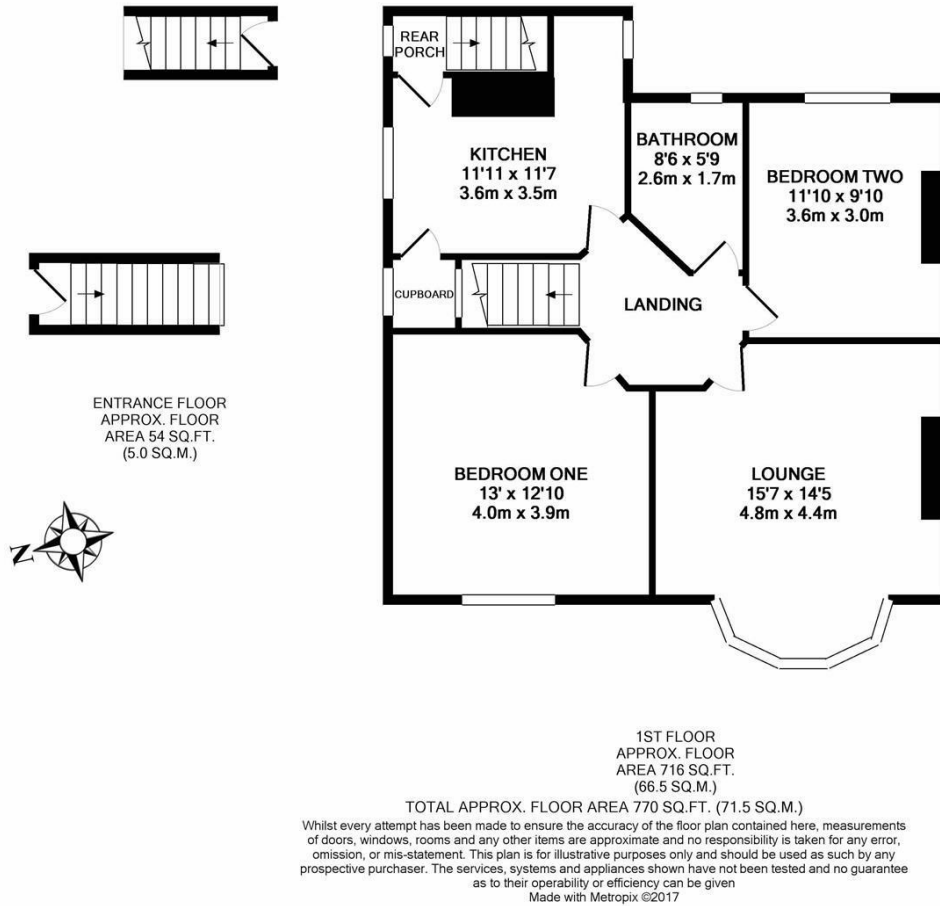 REAR
PORCH
KITCHEN
11'11 x 11'7
3.6m x 3.5m
BATHROOM
8'6 x 5'9
2.6m x 1.7m
BEDROOM TWO
11'10 x 9'10
3.6m x 3.0m
CUPBOARD
LANDING
ENTRANCE FLOOR
APPROX. FLOOR
AREA 54 SQ.FT.
(5.0 SQ.M.)
BEDROOM ONE
13' x 12'10
4.0m x 3.9m
LOUNGE
15'7 x 14'5
4.8m x 4.4m
N
1ST FLOOR
APPROX. FLOOR
AREA 716 SQ.FT.
(66.5 SQ.M.)
TOTAL APPROX. FLOOR AREA 770 SQ.FT. (71.5 SQ.M.)
Whilst every attempt has been made to ensure the accuracy of the floor plan contained here, measurements
of doors, windows, rooms and any other items are approximate and no responsibility is taken for any error,
omission, or mis-statement. This plan is for illustrative purposes only and should be used as such by any
prospective purchaser. The services, systems and appliances shown have not been tested and no guarantee
as to their operability or efficiency can be given
Made with Metropix ©2017